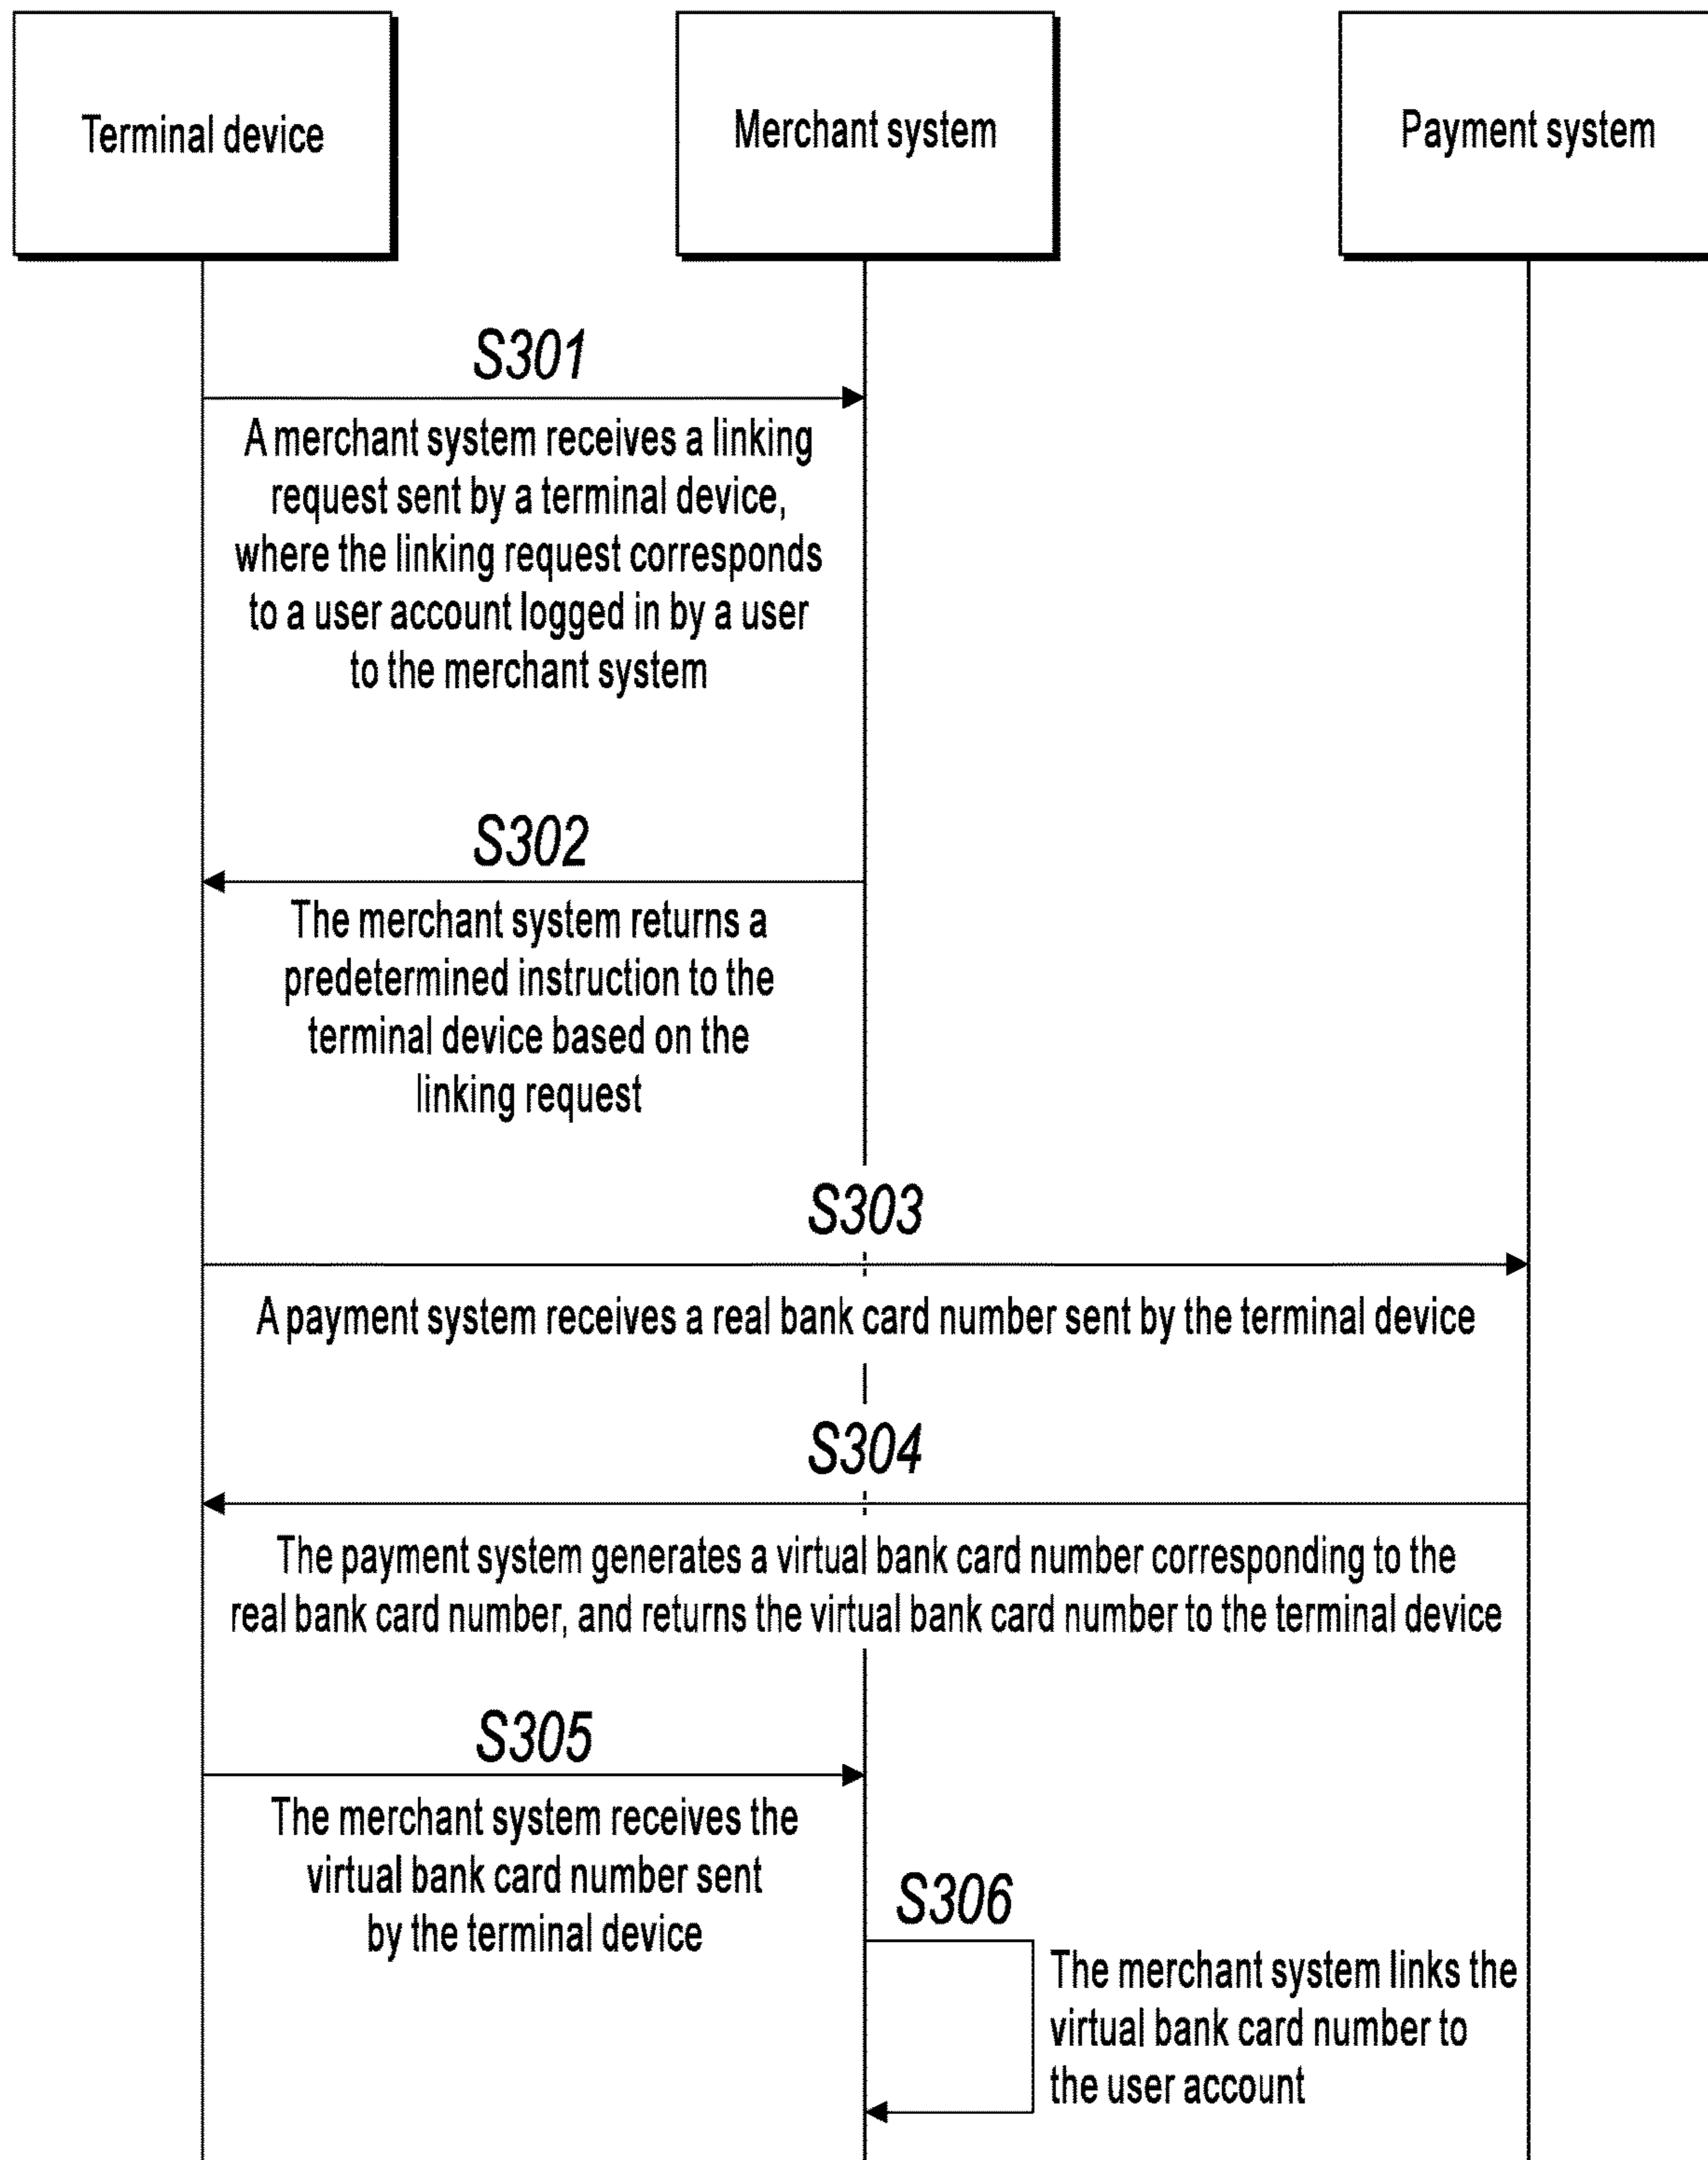 Terminal device
Merchant system
Payment system
S301
A merchant system receives a linking
request sent by a terminal device,
where the linking request corresponds
to a user account logged in by a user
to the merchant system
S302
The merchant system returns a
predetermined instruction to the
terminal device based on the
linking request
S303
A payment system receives a real bank card number sent by the terminal device
S304
The payment system generates a virtual bank card number corresponding to the
real bank card number, and returns the virtual bank card number to the terminal device
S305
The merchant system receives the
virtual bank card number sent
by the terminal device
S306
The merchant system links the
virtual bank card number to
the user account